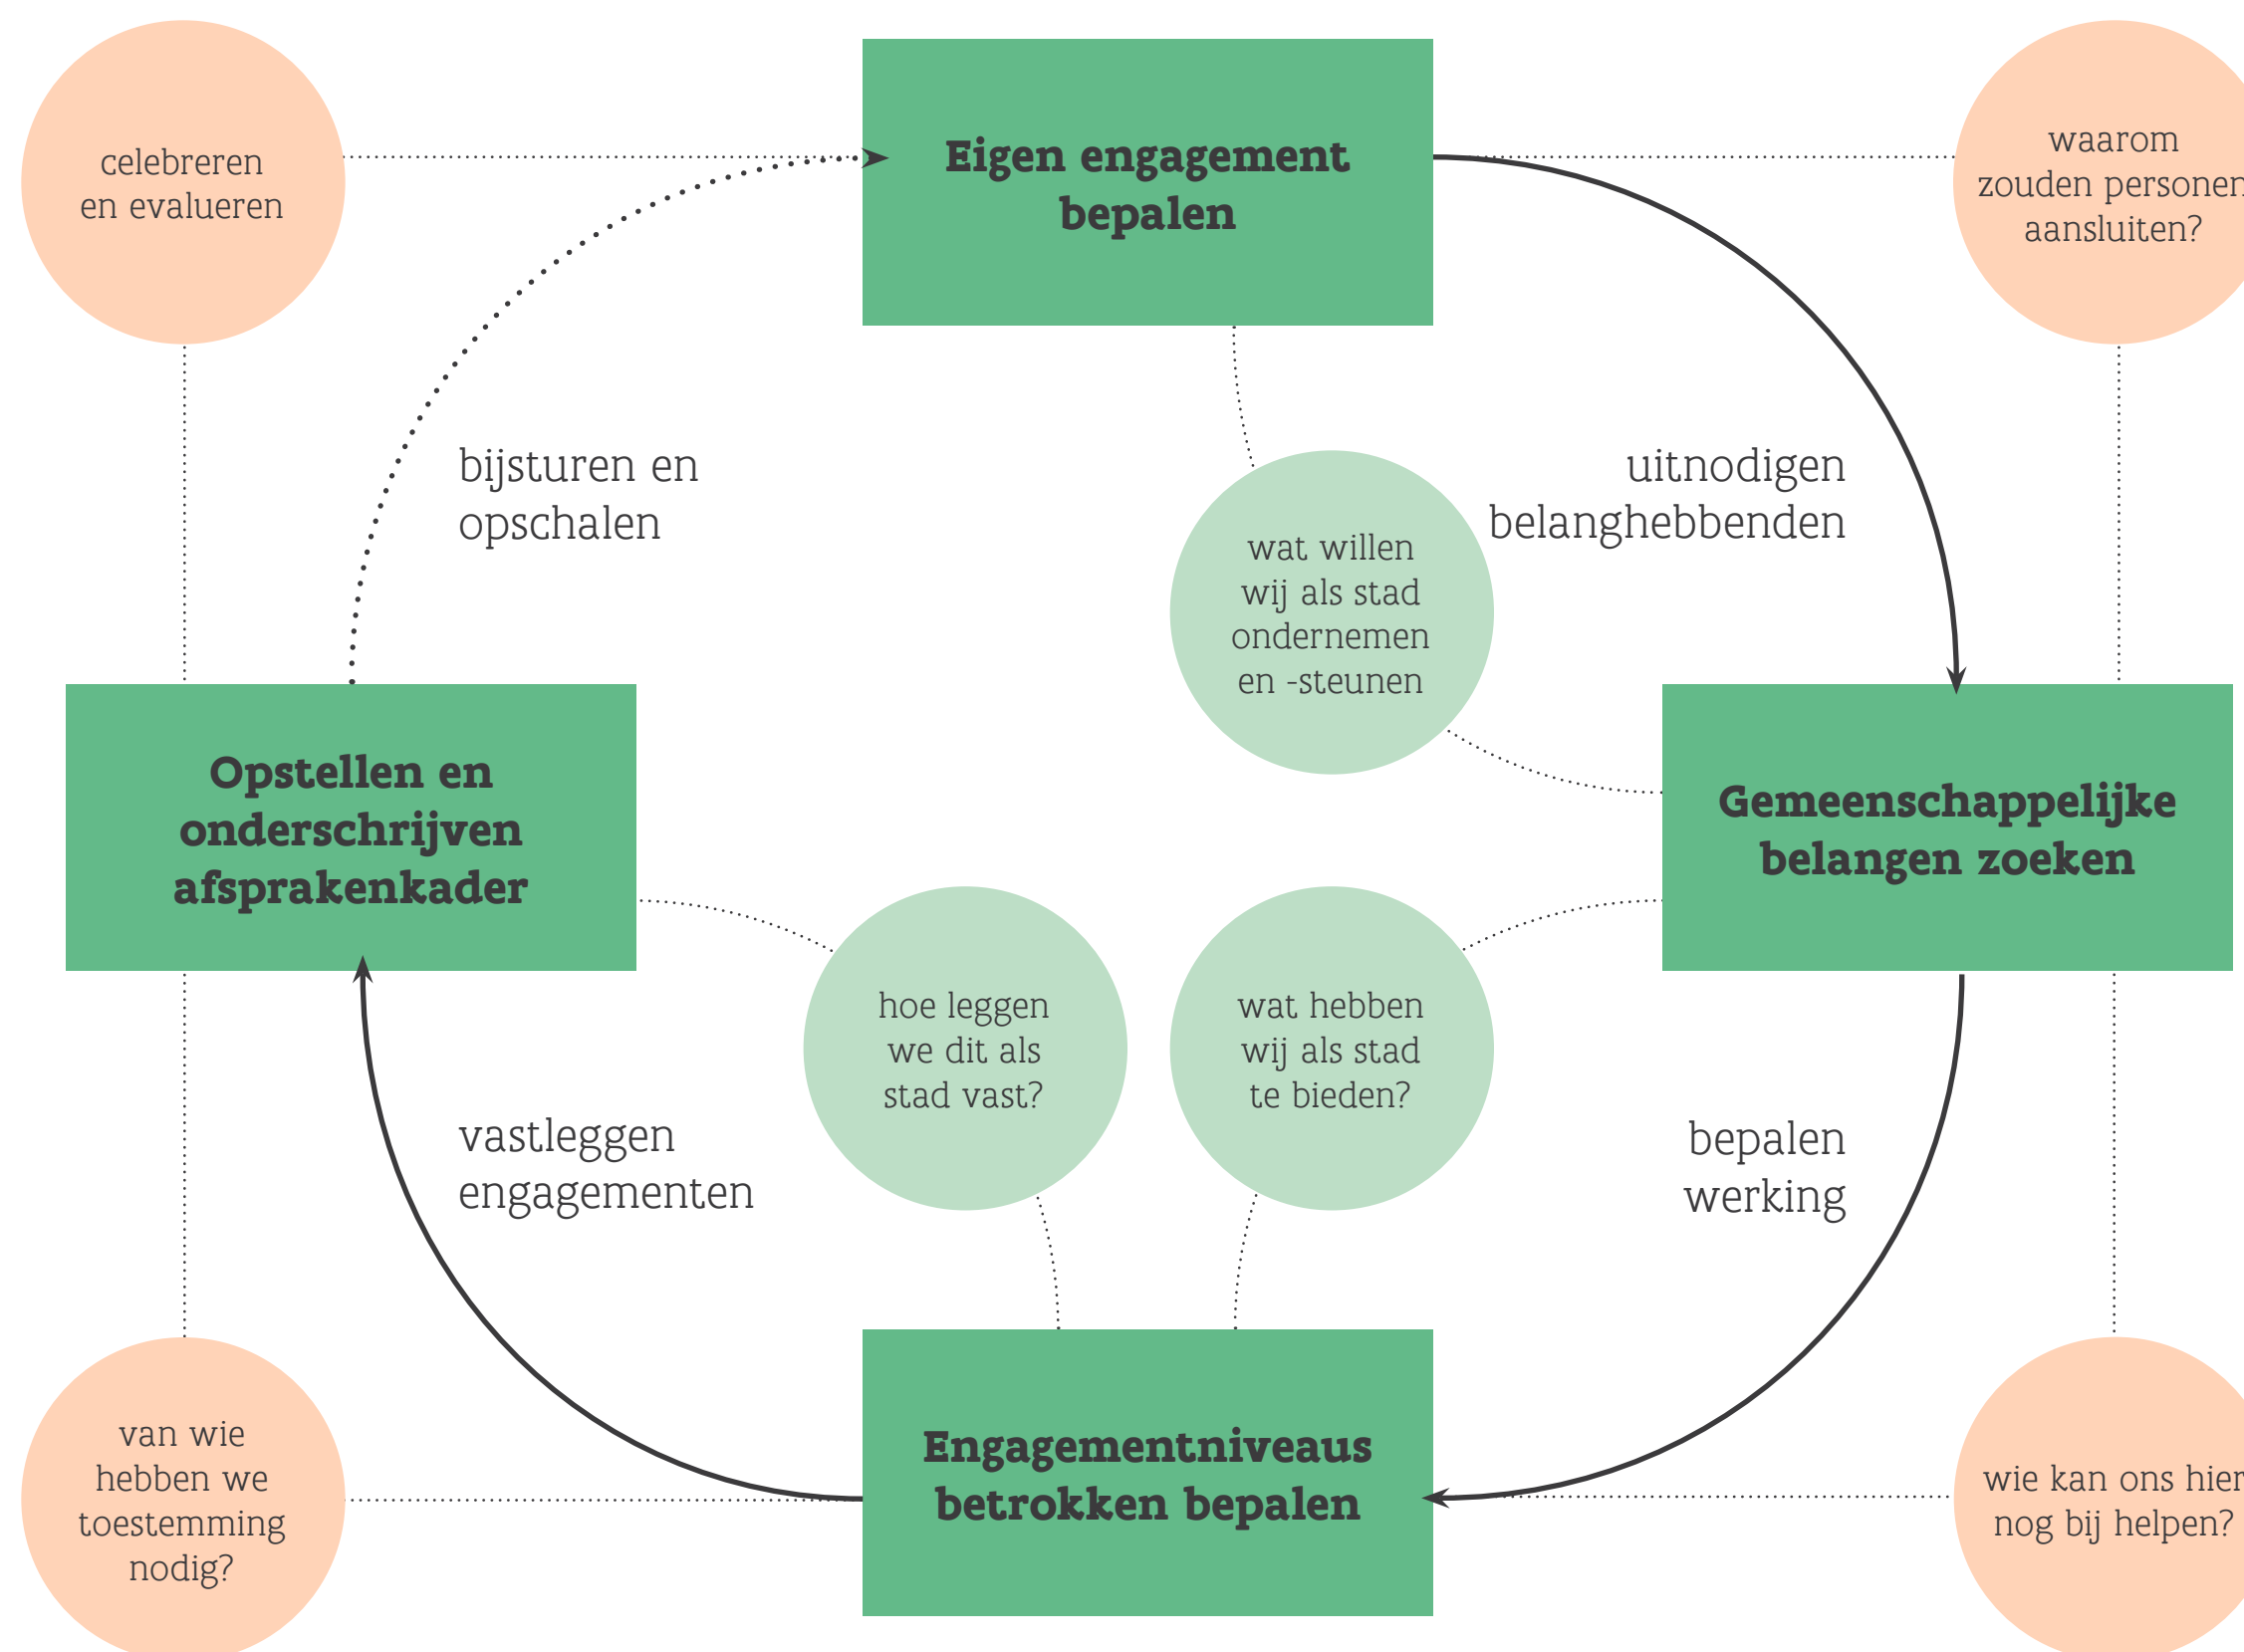 celebreren
en evalueren
Eigen engagement
bepalen
waarom
zouden personen
aansluiten?
bijsturen en
opschalen
uitnodigen
belanghebbenden
wat willen
wij als stad
ondernemen
en -steunen
Opstellen en
onderschrijven
afsprakenkader
Gemeenschappelijke
belangen zoeken
hoe leggen
we dit als
stad vast?
wat hebben
wij als stad
te bieden?
vastleggen
engagementen
bepalen
werking
van wie
hebben we
toestemming
nodig?
Engagementniveaus
betrokken bepalen
wie kan ons hier
nog bij helpen?